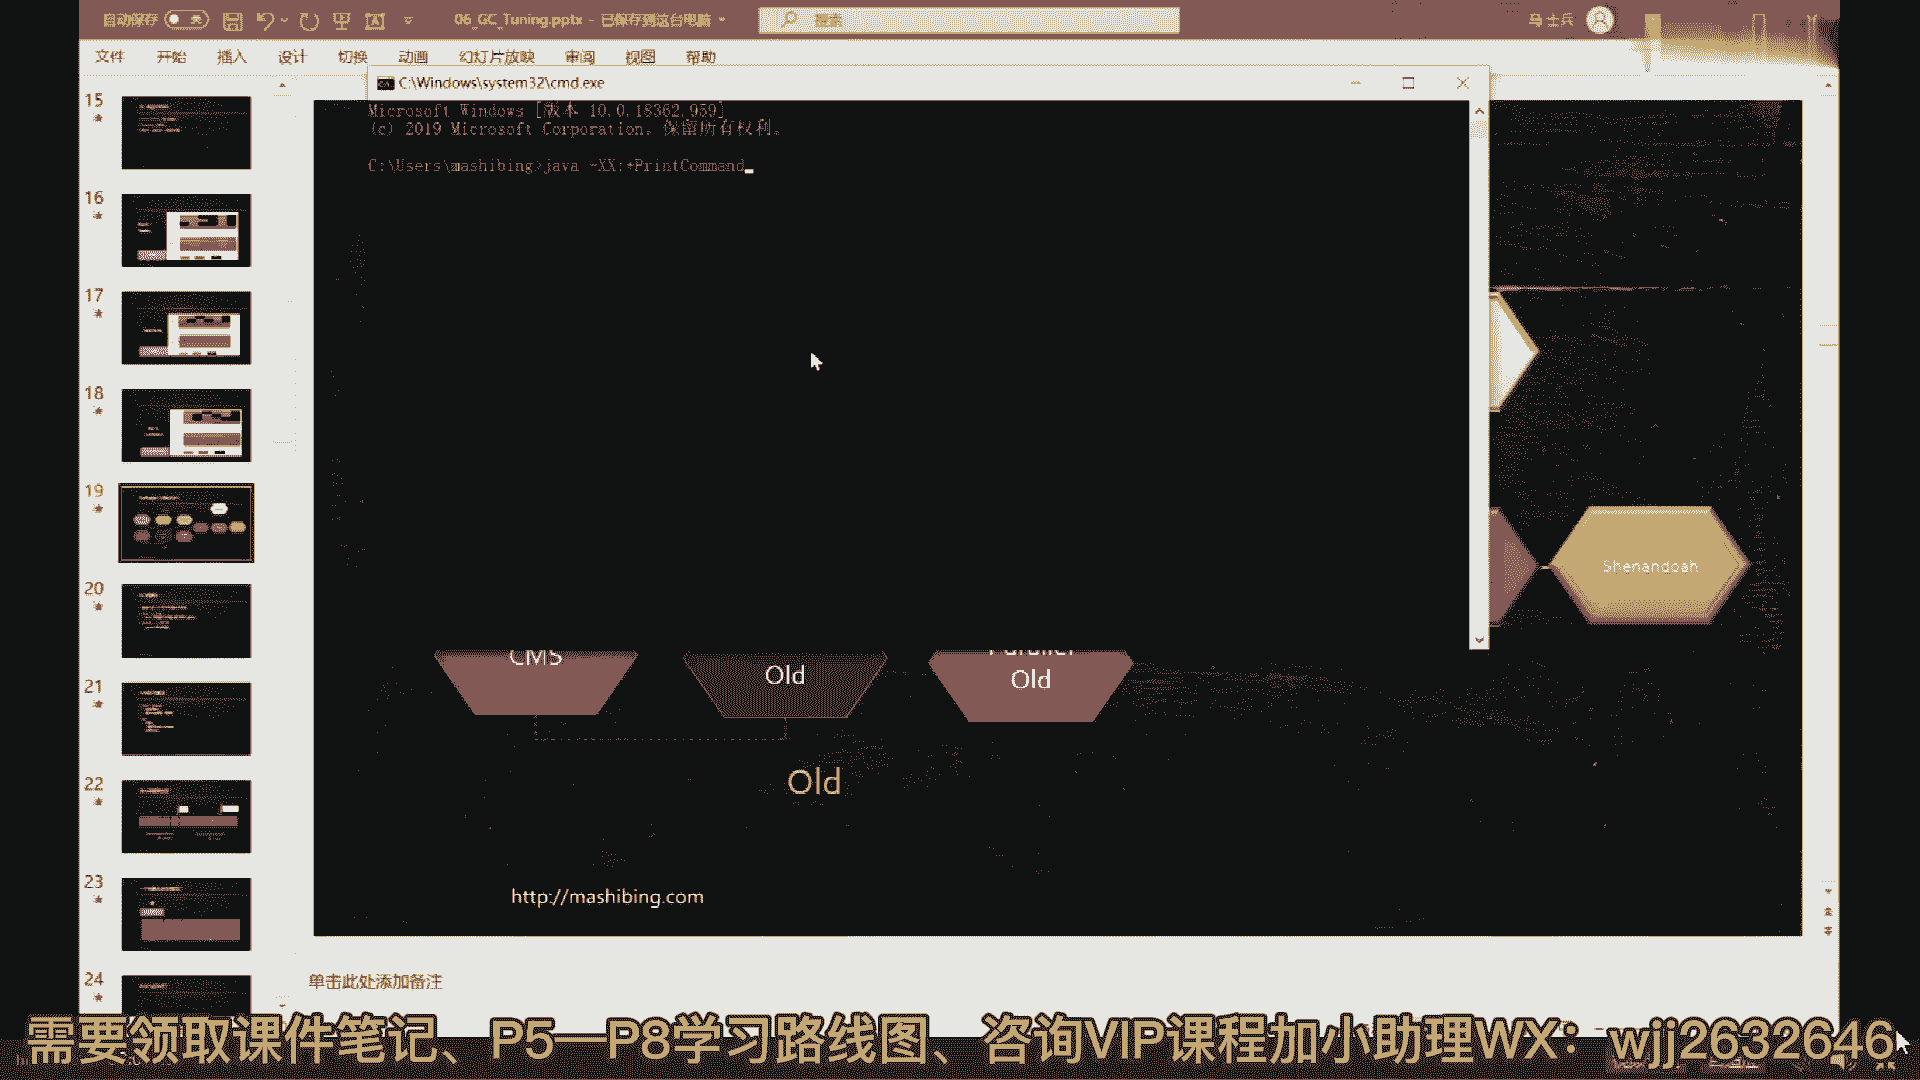 自动保存
06_GC_Tuning.pptx - 已保存到这台电脑
搜索
马士兵
文件 开始 插入 设计 切换 动画 幻灯片放映 审阅 视图 帮助
C:\Windows\system32\cmd.exe
Microsoft Windows [版本 10.0.18362.959]
(c) 2019 Microsoft Corporation。保留所有权利。
C:\Users\mashibing>java -XX:+PrintCommand
15
16
17
18
19
20
21
22
23
24
Shenandoah
CMS
Old
Parallel
Old
Old
http://mashibing.com
单击此处添加备注
需要领取课件笔记、P5—P8学习路线图、咨询VIP课程加小助理WX：wjj2632646